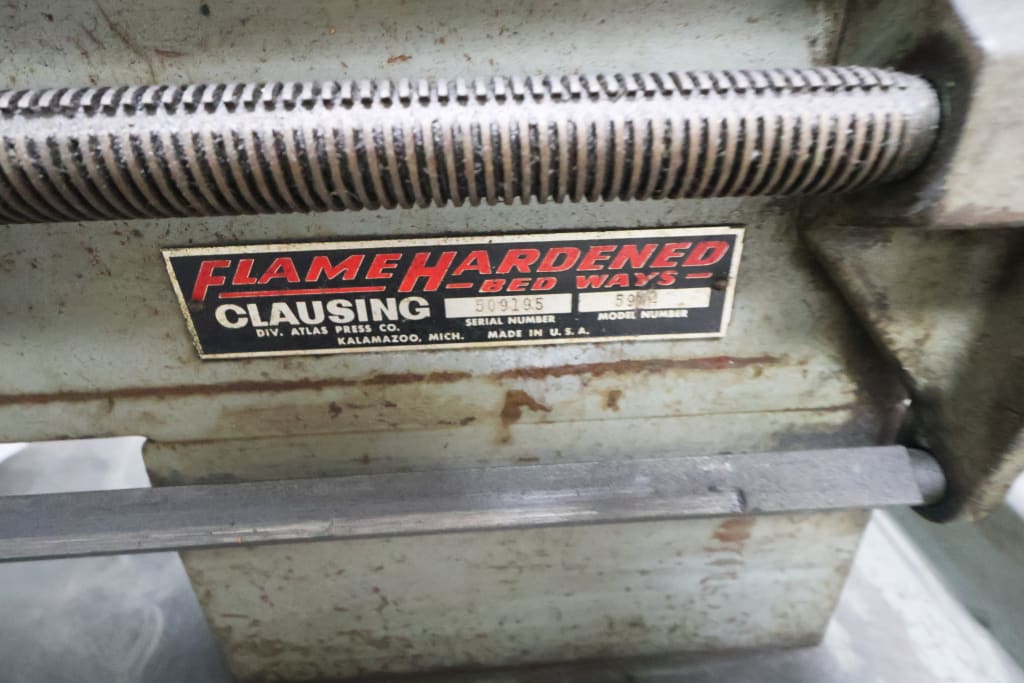 FLAME HARDENED
BED WAYS
CLAUSING 509195
SERIAL NUMBER MODEL NUMBER
DIV. ATLAS PRESS CO.
KALAMAZOO, MICH. MADE IN U.S.A.